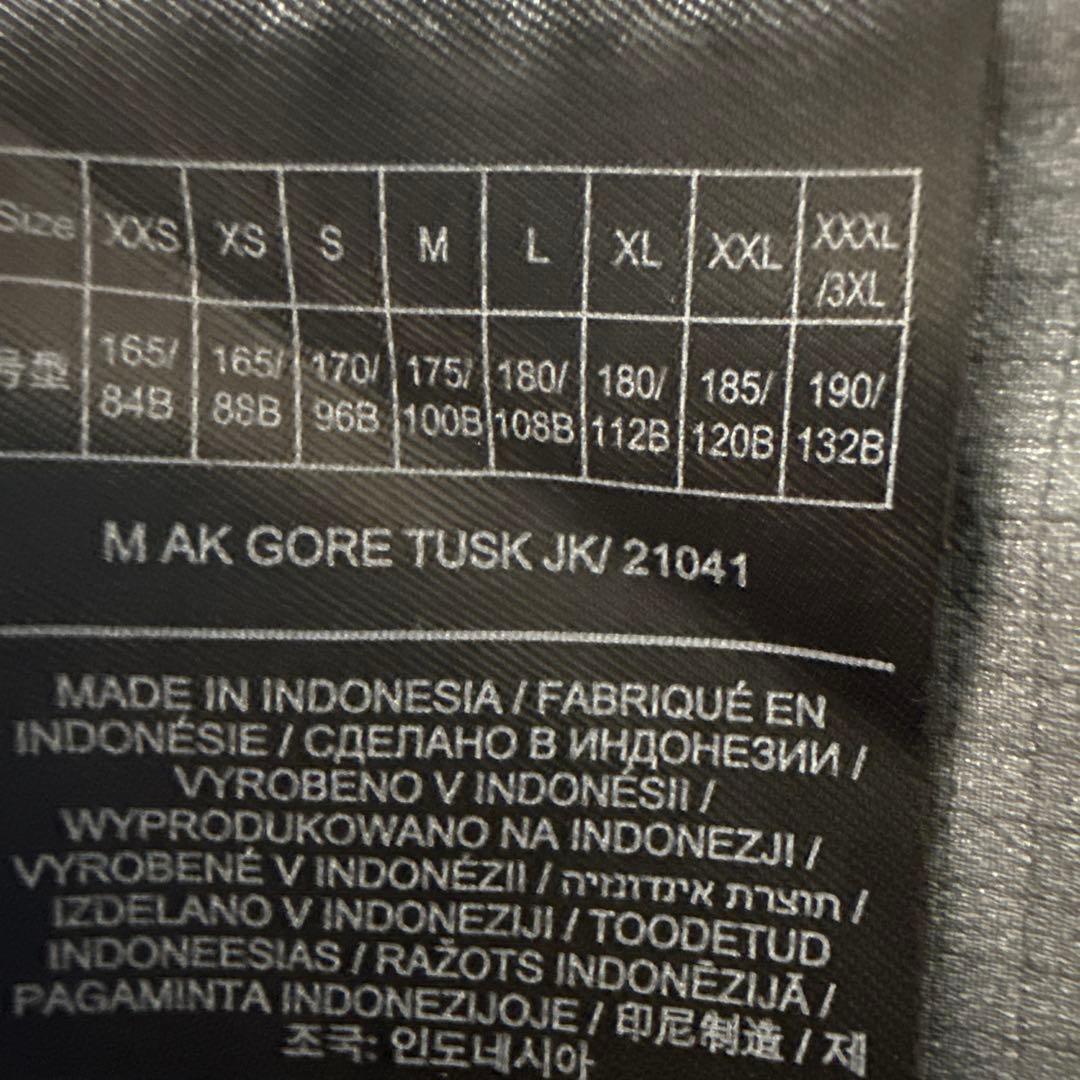 Size XXS XS S M L XL XXL XXXL
/3XL
号型 165/ 165/ 170/ 175/ 180/ 180/ 185/ 190/
84B 88B 96B 100B 108B 112B 120B 132B
M AK GORE TUSK JK/ 21041
MADE IN INDONESIA / FABRIQUÉ EN
INDONÉSIE / СДЕЛАНО В ИНДОНЕЗИИ /
VYROBENO V INDONÉSII /
WYPRODUKOWANO NA INDONEZJI /
VYROBENÉ V INDONÉZII / תוצרת אינדונזיה /
IZDELANO V INDONEZIJI / TOODETUD
INDONEESIAS / RAŽOTS INDONĒZIJĀ /
PAGAMINTA INDONEZIJOJE / 印尼制造 / 제
조국: 인도네시아